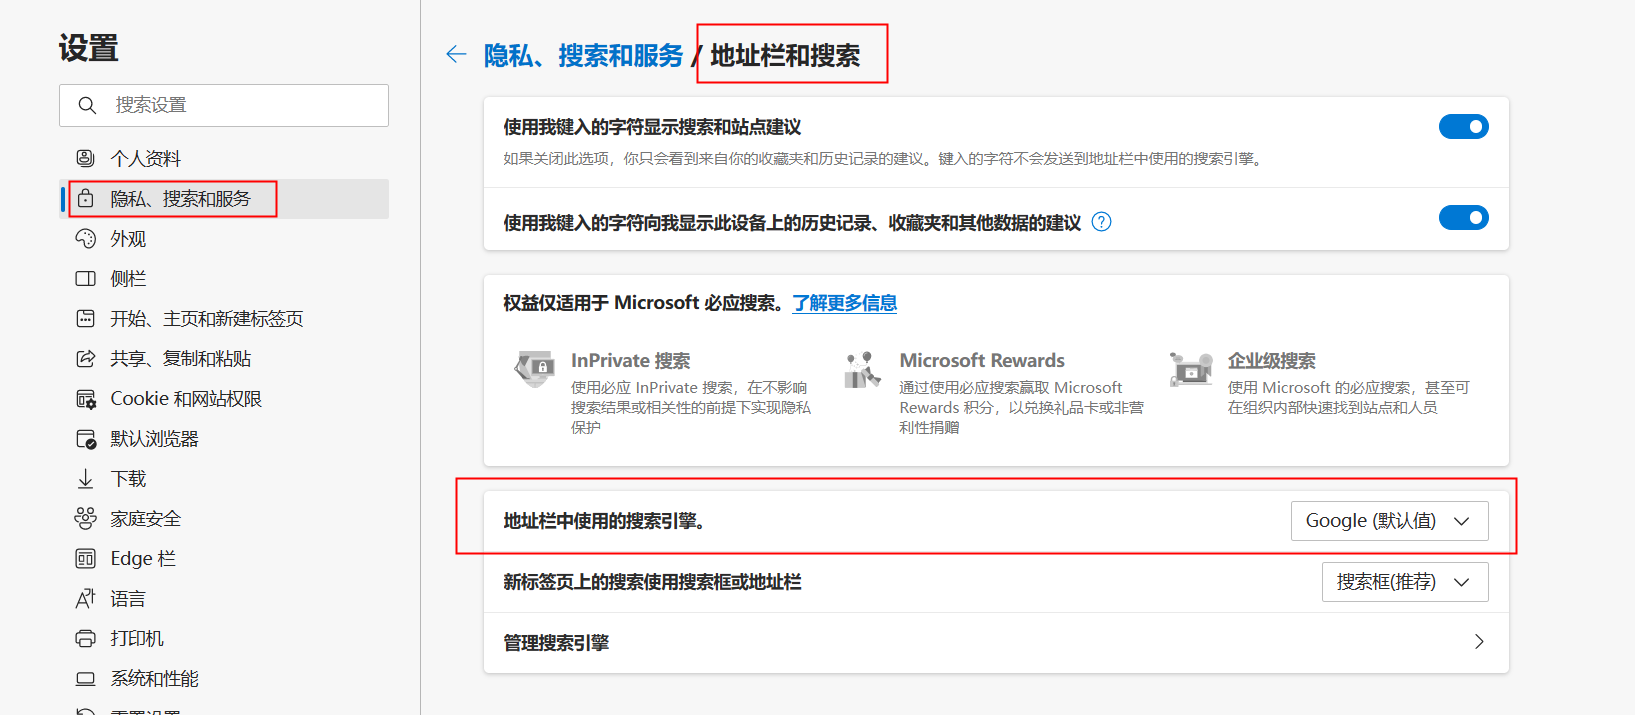 设置
搜索设置
个人资料
隐私、搜索和服务
外观
侧栏
开始、主页和新建标签页
共享、复制和粘贴
Cookie 和网站权限
默认浏览器
下载
家庭安全
Edge 栏
语言
打印机
系统和性能
重置设置
隐私、搜索和服务 / 地址栏和搜索
使用我键入的字符显示搜索和站点建议
如果关闭此选项，你只会看到来自你的收藏夹和历史记录的建议。键入的字符不会发送到地址栏中使用的搜索引擎。
使用我键入的字符向我显示此设备上的历史记录、收藏夹和其他数据的建议
权益仅适用于 Microsoft 必应搜索。了解更多信息
InPrivate 搜索
使用必应 InPrivate 搜索，在不影响
搜索结果或相关性的前提下实现隐私
保护
Microsoft Rewards
通过使用必应搜索赢取 Microsoft
Rewards 积分，以兑换礼品卡或非营
利性捐赠
企业级搜索
使用 Microsoft 的必应搜索，甚至可
在组织内部快速找到站点和人员
地址栏中使用的搜索引擎。
Google (默认值)
新标签页上的搜索使用搜索框或地址栏
搜索框(推荐)
管理搜索引擎